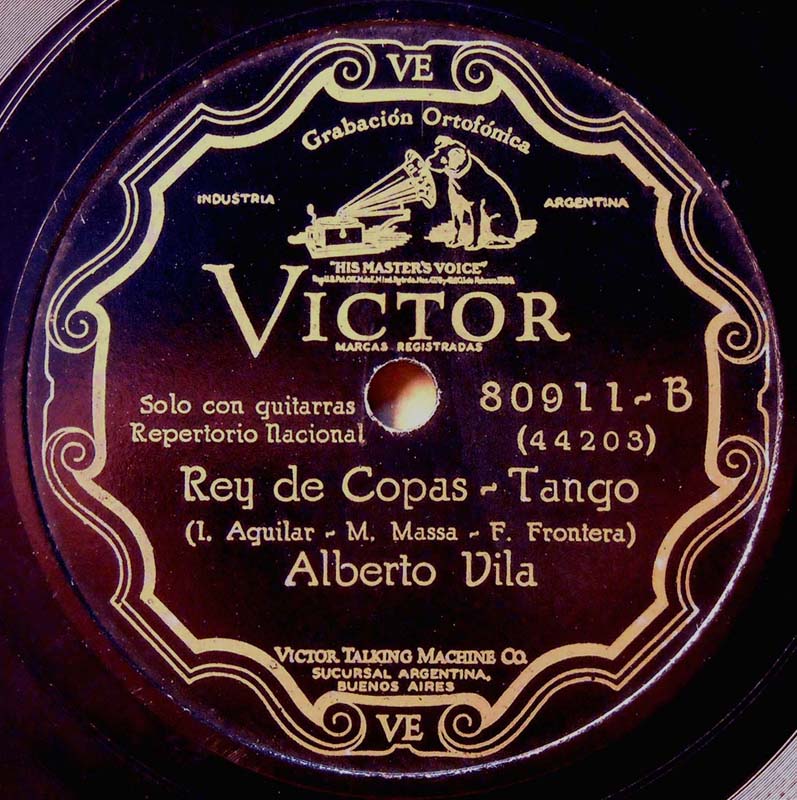 VE
Grabación Ortofónica
INDUSTRIA ARGENTINA
"HIS MASTER'S VOICE"
VICTOR
MARCAS REGISTRADAS
Solo con guitarras
Repertorio Nacional
80911-B
(44203)
Rey de Copas - Tango
(I. Aguilar - M. Massa - F. Frontera)
Alberto Vila
VICTOR TALKING MACHINE CO.
SUCURSAL ARGENTINA,
BUENOS AIRES
VE